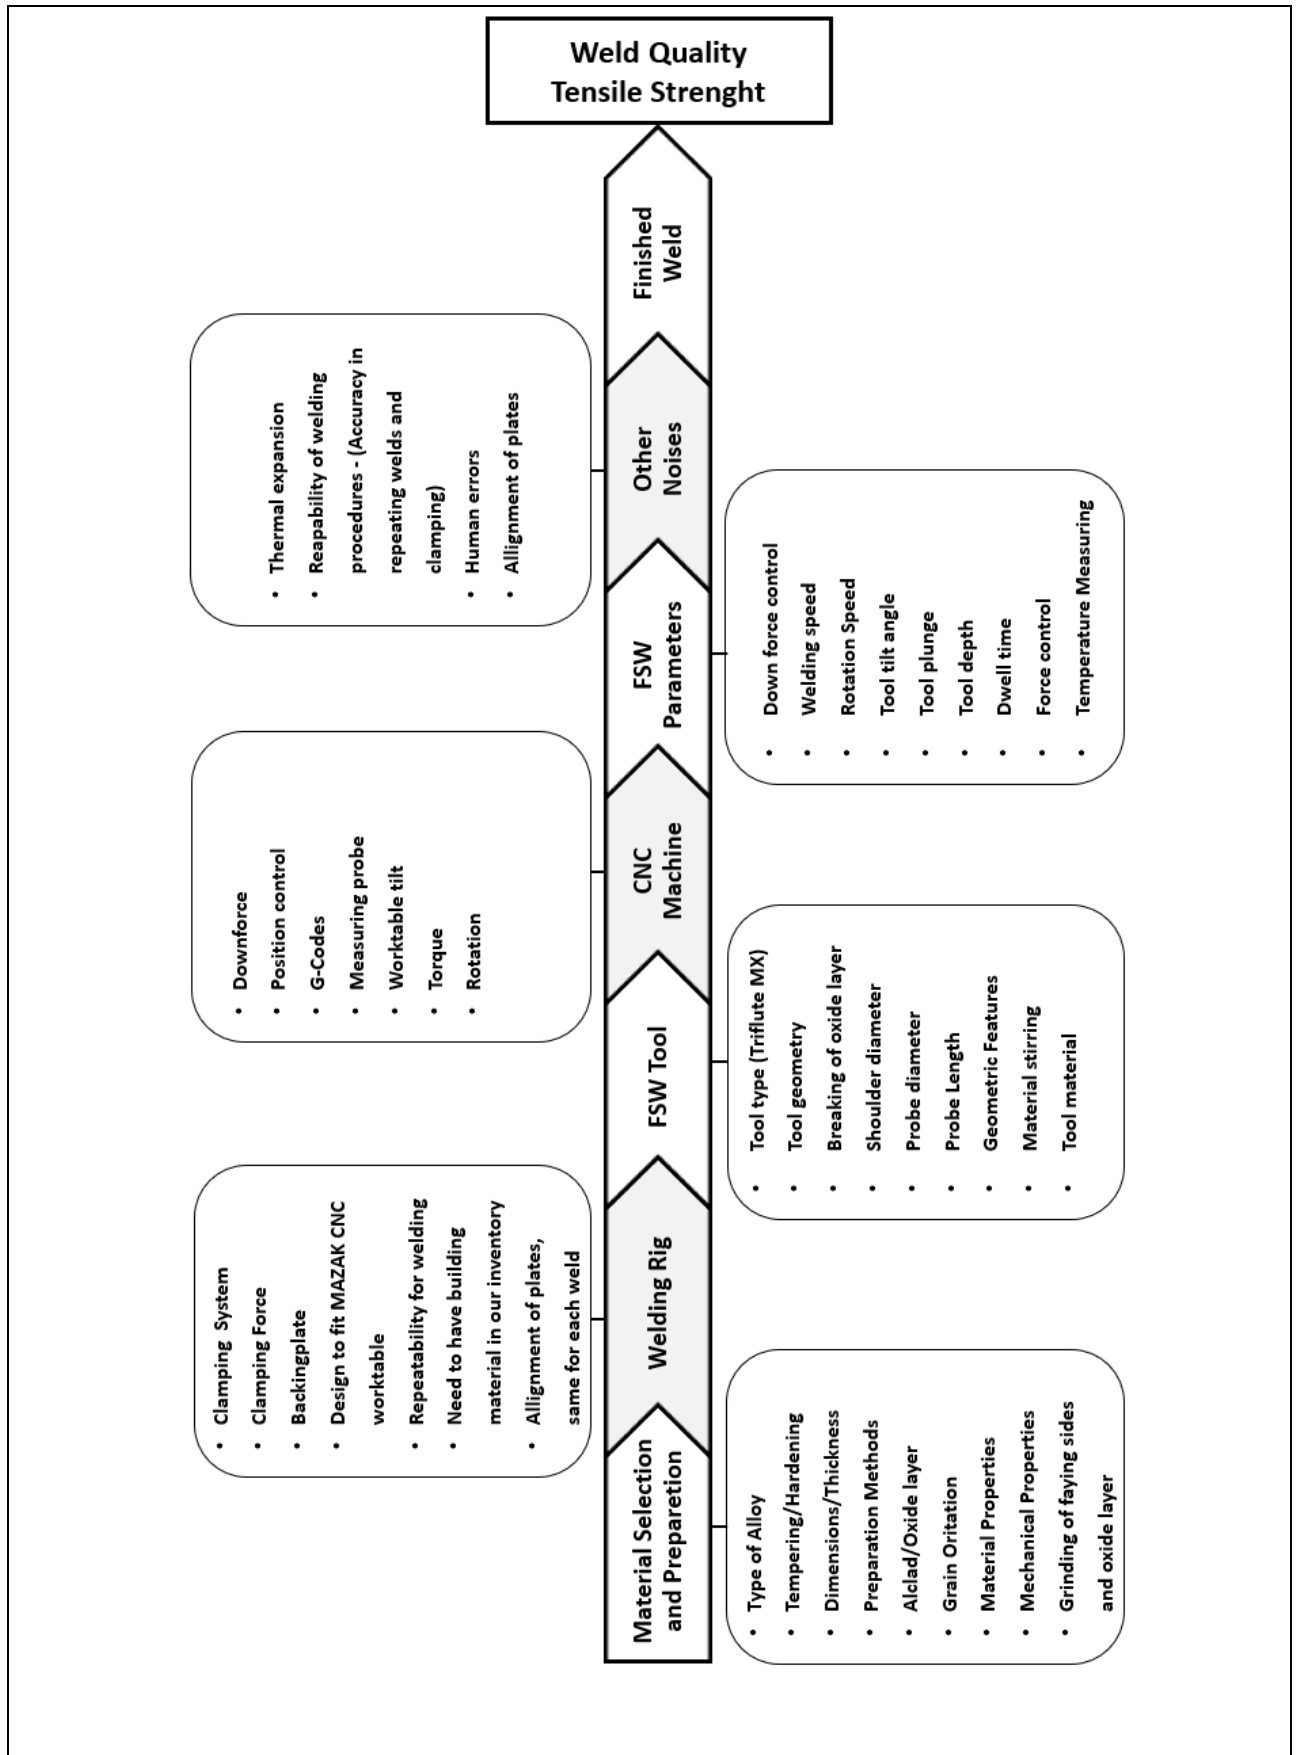 Weld Quality
Tensile Strenght
Material Selection
and Preparetion
Welding Rig
FSW Tool
CNC
Machine
FSW
Parameters
Other
Noises
Finished
Weld
• Clamping System
• Clamping Force
• Backingplate
• Design to fit MAZAK CNC
worktable
• Repeatability for welding
• Need to have building
material in our inventory
• Allignment of plates,
same for each weld
• Downforce
• Position control
• G-Codes
• Measuring probe
• Worktable tilt
• Torque
• Rotation
• Thermal expansion
• Reapability of welding
procedures - (Accuracy in
repeating welds and
clamping)
• Human errors
• Allignment of plates
• Type of Alloy
• Tempering/Hardening
• Dimensions/Thickness
• Preparation Methods
• Alclad/Oxide layer
• Grain Oritation
• Material Properties
• Mechanical Properties
• Grinding of faying sides
and oxide layer
• Tool type (Triflute MX)
• Tool geometry
• Breaking of oxide layer
• Shoulder diameter
• Probe diameter
• Probe Length
• Geometric Features
• Material stirring
• Tool material
• Down force control
• Welding speed
• Rotation Speed
• Tool tilt angle
• Tool plunge
• Tool depth
• Dwell time
• Force control
• Temperature Measuring